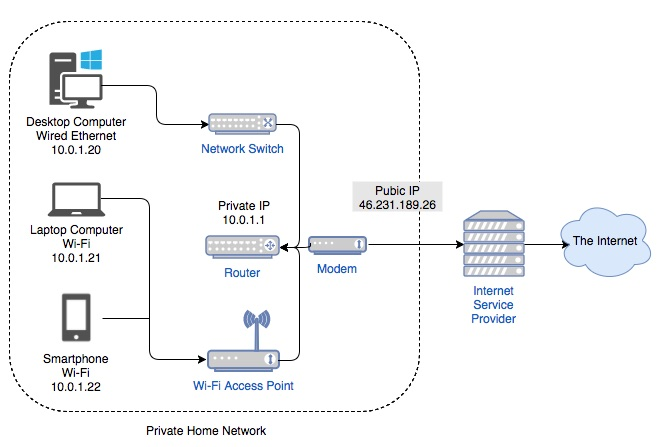 Desktop Computer
Wired Ethernet
10.0.1.20
Network Switch
Pubic IP
46.231.189.26
Private IP
10.0.1.1
Laptop Computer
Wi-Fi
10.0.1.21
Router
Modem
The Internet
Internet
Service
Provider
Smartphone
Wi-Fi
10.0.1.22
Wi-Fi Access Point
Private Home Network